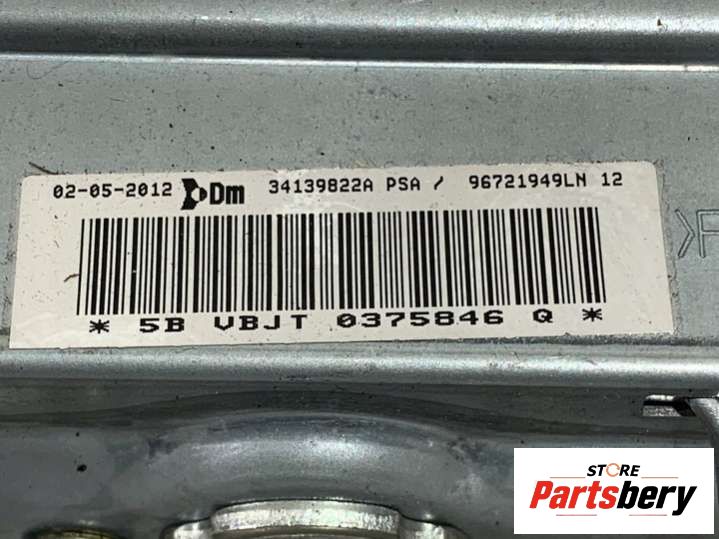 02-05-2012 Dm 34139822A PSA / 96721949LN 12
* 5B VBJT 0375846 Q *
STORE
Partsbery